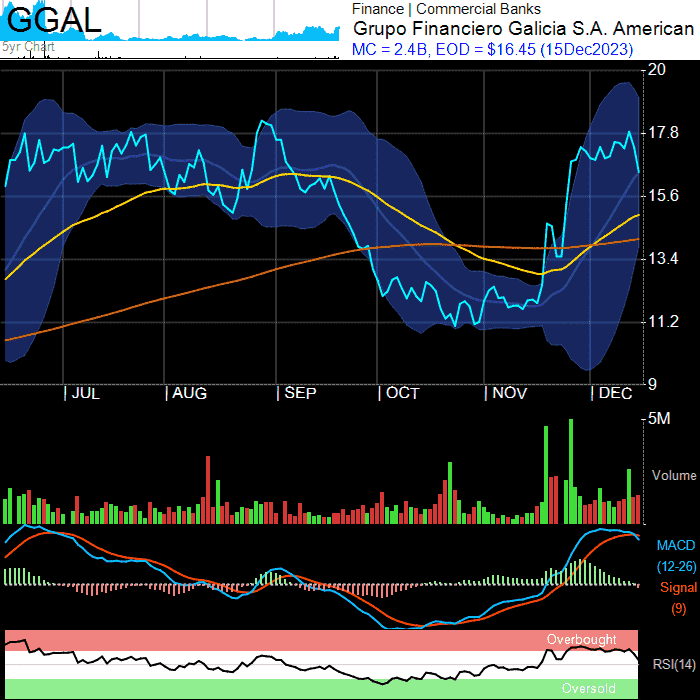 GGAL
5yr Chart
Finance | Commercial Banks
Grupo Financiero Galicia S.A. American
MC = 2.4B, EOD = $16.45 (15Dec2023)
20
17.8
15.6
13.4
11.2
9
| JUL | AUG | SEP | OCT | NOV | DEC
5M
Volume
MACD
(12-26)
Signal
(9)
Overbought
RSI(14)
Oversold